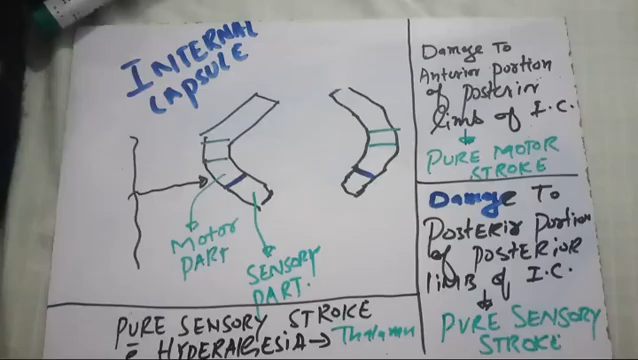 INTERNAL
CAPSULE
Motor
PART
SENSORY
PART.
Damage To
Anterior Portion
of posterior
limb of I.C.
PURE MOTOR
STROKE
Damage To
Posterior Portion
of POSTERIOR
limb of I.C.
PURE SENSORY
STROKE
PURE SENSORY STROKE
c̄ HYPERALGESIA → Thalamus